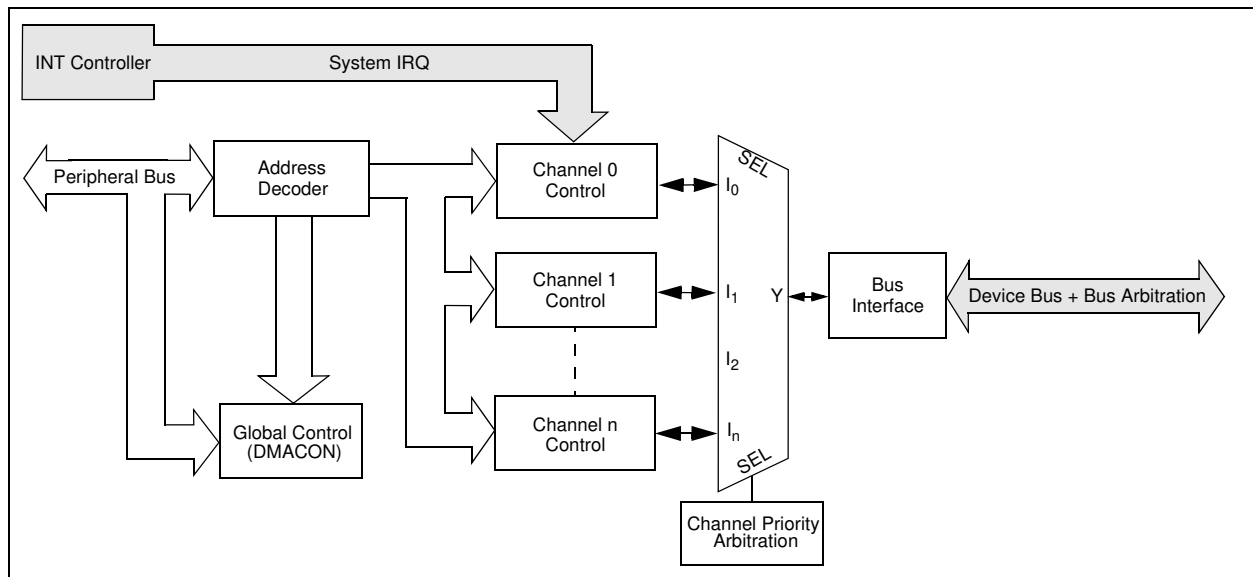 INT Controller
System IRQ
Peripheral Bus
Address
Decoder
Channel 0
Control
SEL
I0
Channel 1
Control
I1
Y
Bus
Interface
Device Bus + Bus Arbitration
I2
Global Control
(DMACON)
Channel n
Control
In
SEL
Channel Priority
Arbitration